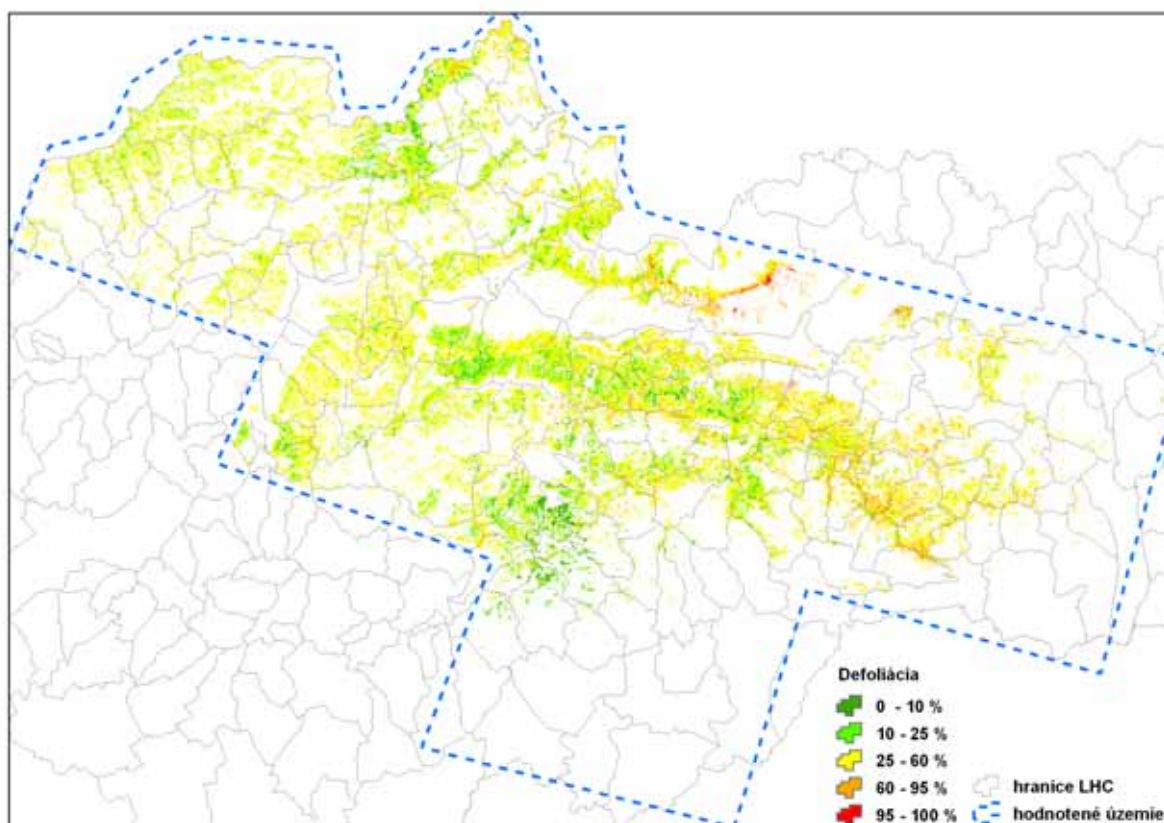 Defoliácia
0 - 10 %
10 - 25 %
25 - 60 %
60 - 95 %
95 - 100 %
hranice LHC
hodnotené územie